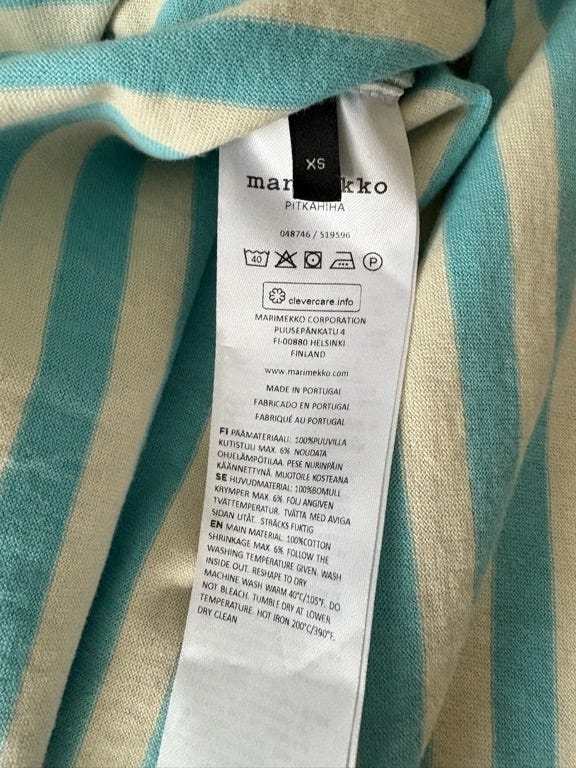 XS
mar kko
PITKÄHIHA
048746 / 519596
40
P
clevercare.info
MARIMEKKO CORPORATION
PUUSEPÄNKATU 4
FI-00880 HELSINKI
FINLAND
www.marimekko.com
MADE IN PORTUGAL
FABRICADO EN PORTUGAL
FABRIQUÉ AU PORTUGAL
FI PÄÄMATERIAALI: 100%PUUVILLA
KUTISTUU MAX. 6%. NOUDATA
OHJELÄMPÖTILAA. PESE NURINPÄIN
KÄÄNNETTYNÄ. MUOTOILE KOSTEANA
SE HUVUDMATERIAL: 100%BOMULL
KRYMPER MAX. 6% FÖLJ ANGIVEN
TVÄTTEMPERATUR. TVÄTTA MED AVIGA
SIDAN UTÅT. STRÄCKS FUKTIG
EN MAIN MATERIAL: 100%COTTON
SHRINKAGE MAX. 6% FOLLOW THE
WASHING TEMPERATURE GIVEN. WASH
INSIDE OUT. RESHAPE TO DRY
MACHINE WASH WARM 40°C/105°F. DO
NOT BLEACH. TUMBLE DRY AT LOWER
TEMPERATURE. HOT IRON 200°C/390°F.
DRY CLEAN